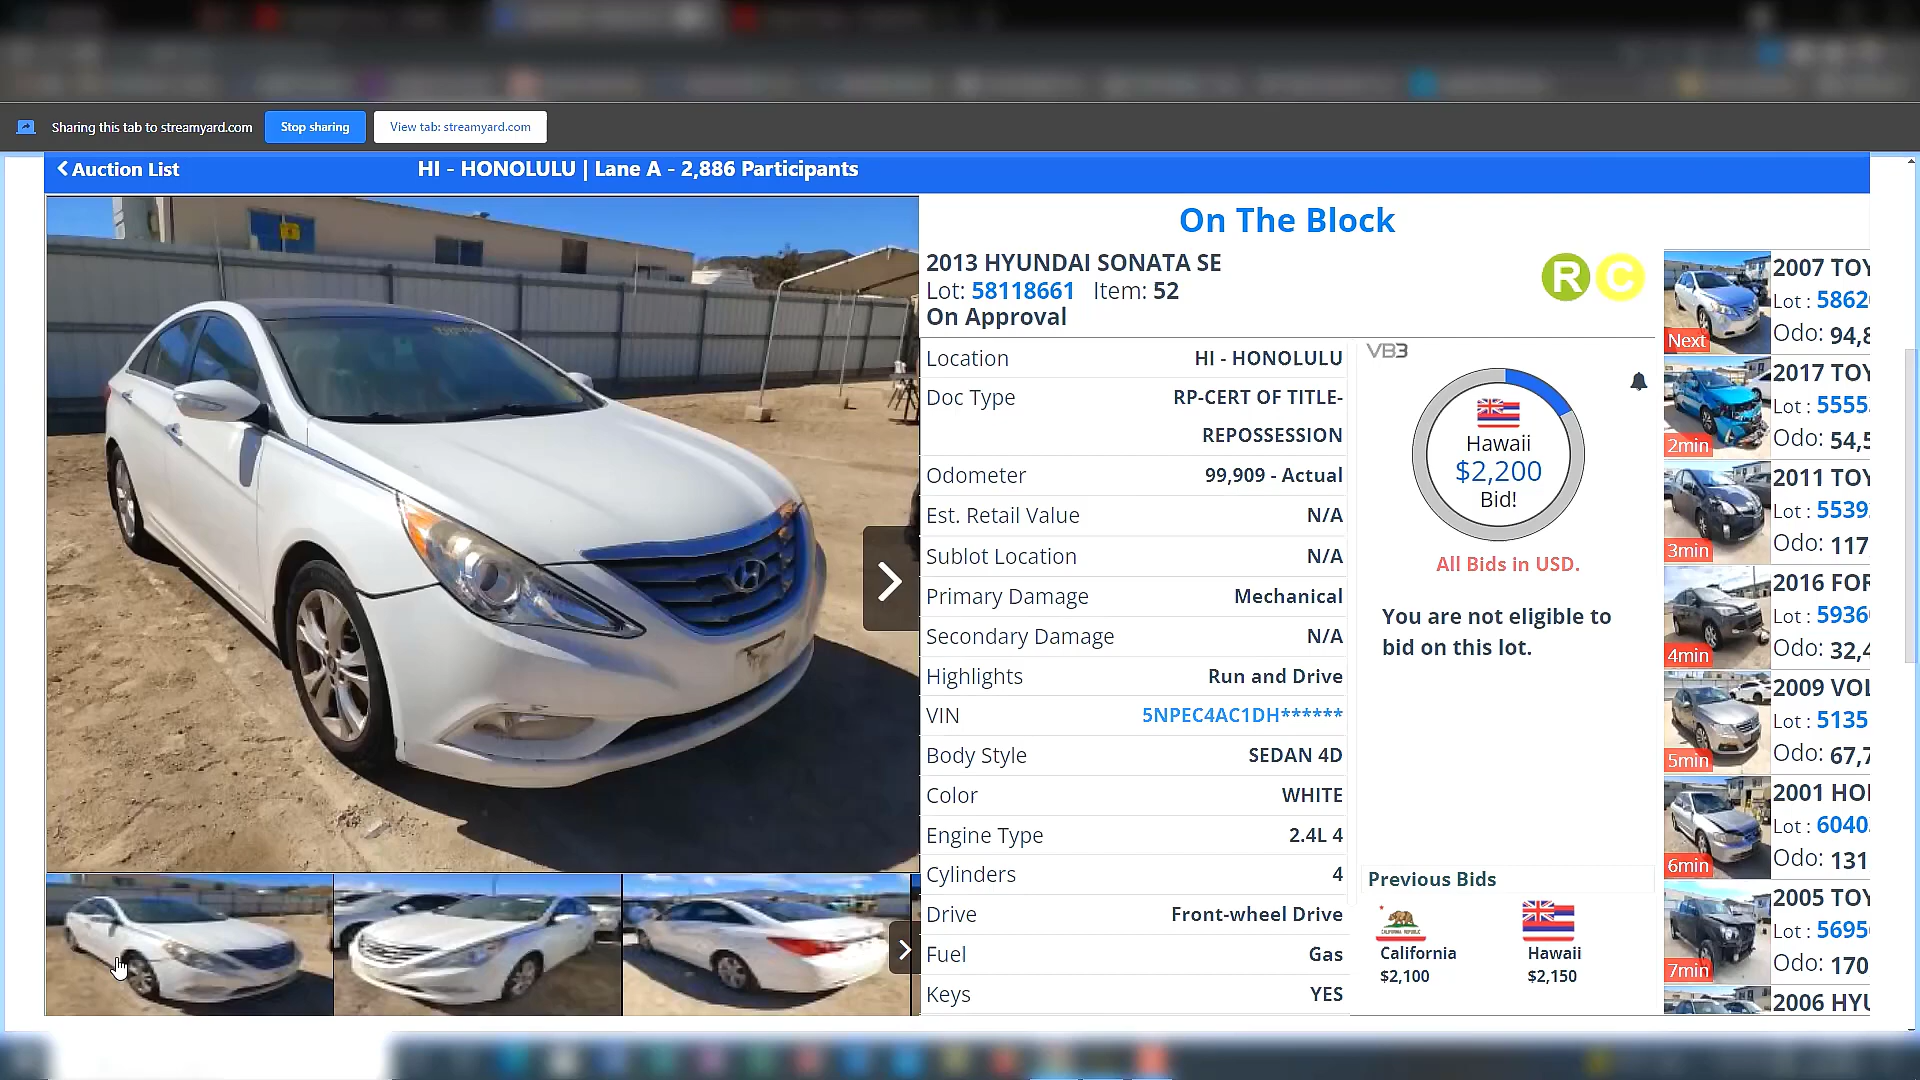 Sharing this tab to streamyard.com
Stop sharing
View tab: streamyard.com
Auction List
HI - HONOLULU | Lane A - 2,886 Participants
On The Block
2013 HYUNDAI SONATA SE
Lot: 58118661 Item: 52
On Approval
R C
Location HI - HONOLULU
Doc Type RP-CERT OF TITLE-
REPOSSESSION
Odometer 99,909 - Actual
Est. Retail Value N/A
Sublot Location N/A
Primary Damage Mechanical
Secondary Damage N/A
Highlights Run and Drive
VIN 5NPEC4AC1DH******
Body Style SEDAN 4D
Color WHITE
Engine Type 2.4L 4
Cylinders 4
Drive Front-wheel Drive
Fuel Gas
Keys YES
VB3
Hawaii
$2,200
Bid!
All Bids in USD.
You are not eligible to
bid on this lot.
Previous Bids
California
$2,100
Hawaii
$2,150
2007 TOY
Lot : 5862
Odo: 94,8
Next
2017 TOY
Lot : 5555
Odo: 54,5
2min
2011 TOY
Lot : 5539
Odo: 117
3min
2016 FOR
Lot : 5936
Odo: 32,4
4min
2009 VOL
Lot : 5135
Odo: 67,7
5min
2001 HO
Lot : 6040
Odo: 131
6min
2005 TOY
Lot : 5695
Odo: 170
7min
2006 HYU